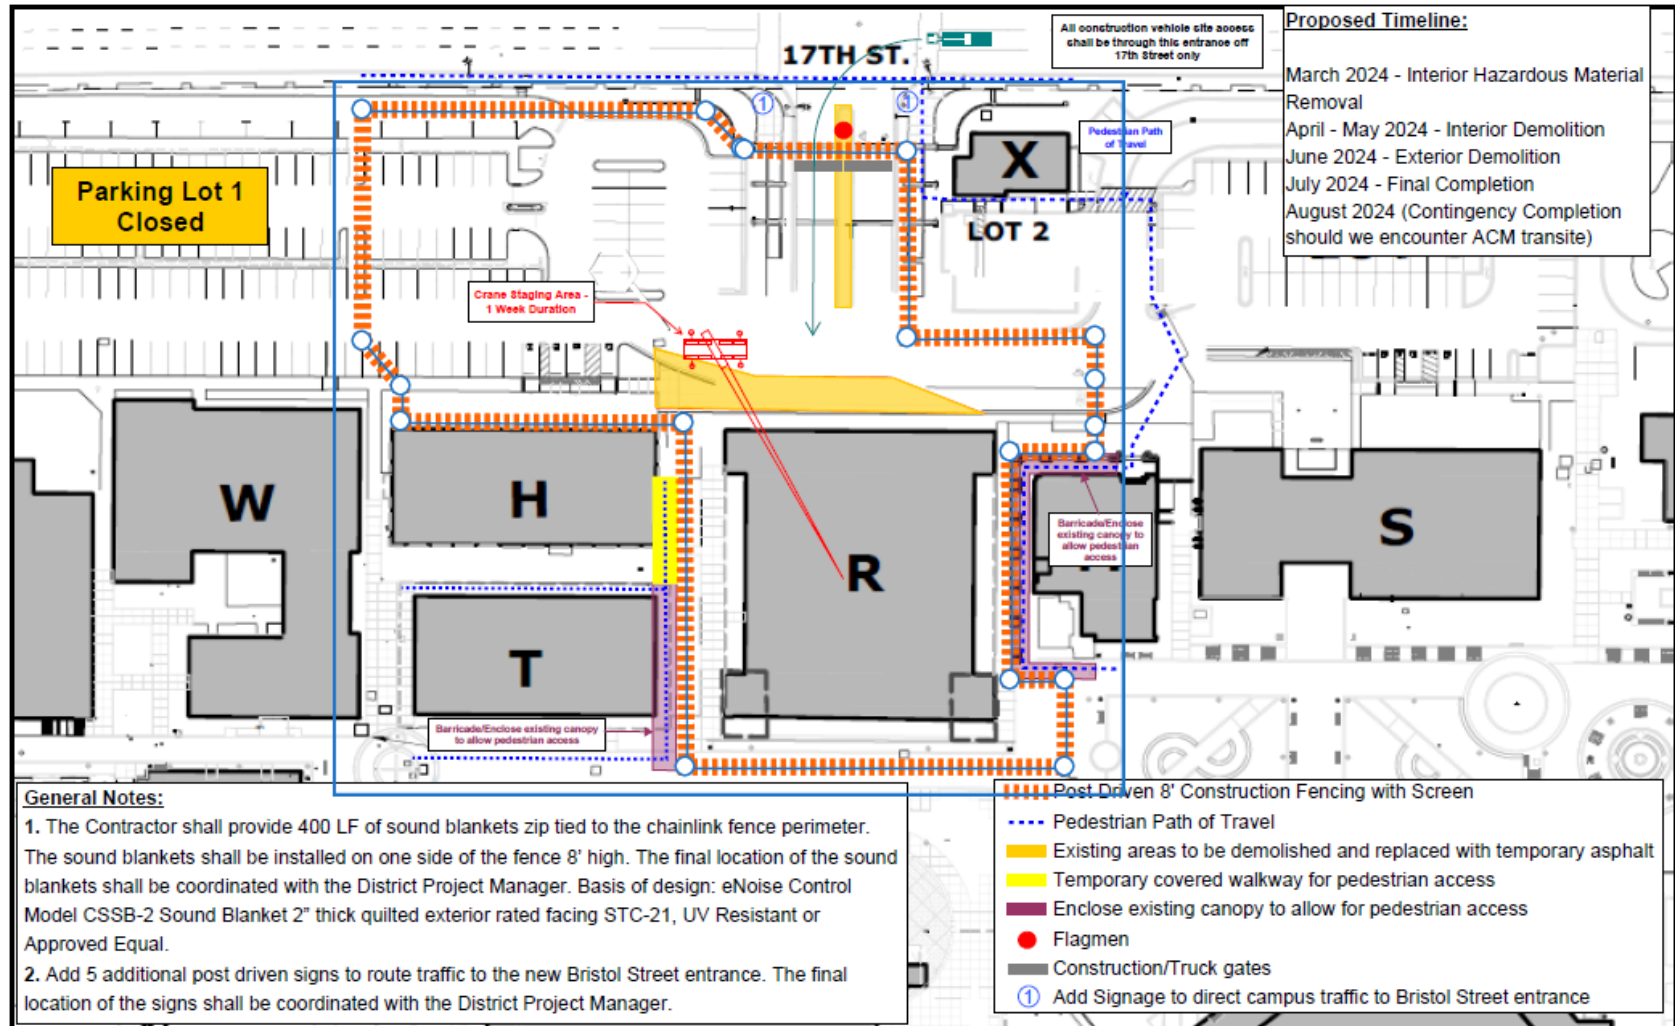 17TH ST.
All construction vehicle site access
shall be through this entrance off
17th Street only
Proposed Timeline:
March 2024 - Interior Hazardous Material
Removal
April - May 2024 - Interior Demolition
June 2024 - Exterior Demolition
July 2024 - Final Completion
August 2024 (Contingency Completion
should we encounter ACM transite)
1
1
Pedestrian Path
of Travel
X
Parking Lot 1
Closed
LOT 2
Crane Staging Area -
1 Week Duration
W
H
R
S
Barricade/Enclose
existing canopy to
allow pedestrian
access
T
Barricade/Enclose existing canopy
to allow pedestrian access
General Notes:
1. The Contractor shall provide 400 LF of sound blankets zip tied to the chainlink fence perimeter.
The sound blankets shall be installed on one side of the fence 8' high. The final location of the sound
blankets shall be coordinated with the District Project Manager. Basis of design: eNoise Control
Model CSSB-2 Sound Blanket 2" thick quilted exterior rated facing STC-21, UV Resistant or
Approved Equal.
2. Add 5 additional post driven signs to route traffic to the new Bristol Street entrance. The final
location of the signs shall be coordinated with the District Project Manager.
Post Driven 8' Construction Fencing with Screen
Pedestrian Path of Travel
Existing areas to be demolished and replaced with temporary asphalt
Temporary covered walkway for pedestrian access
Enclose existing canopy to allow for pedestrian access
Flagmen
Construction/Truck gates
1 Add Signage to direct campus traffic to Bristol Street entrance